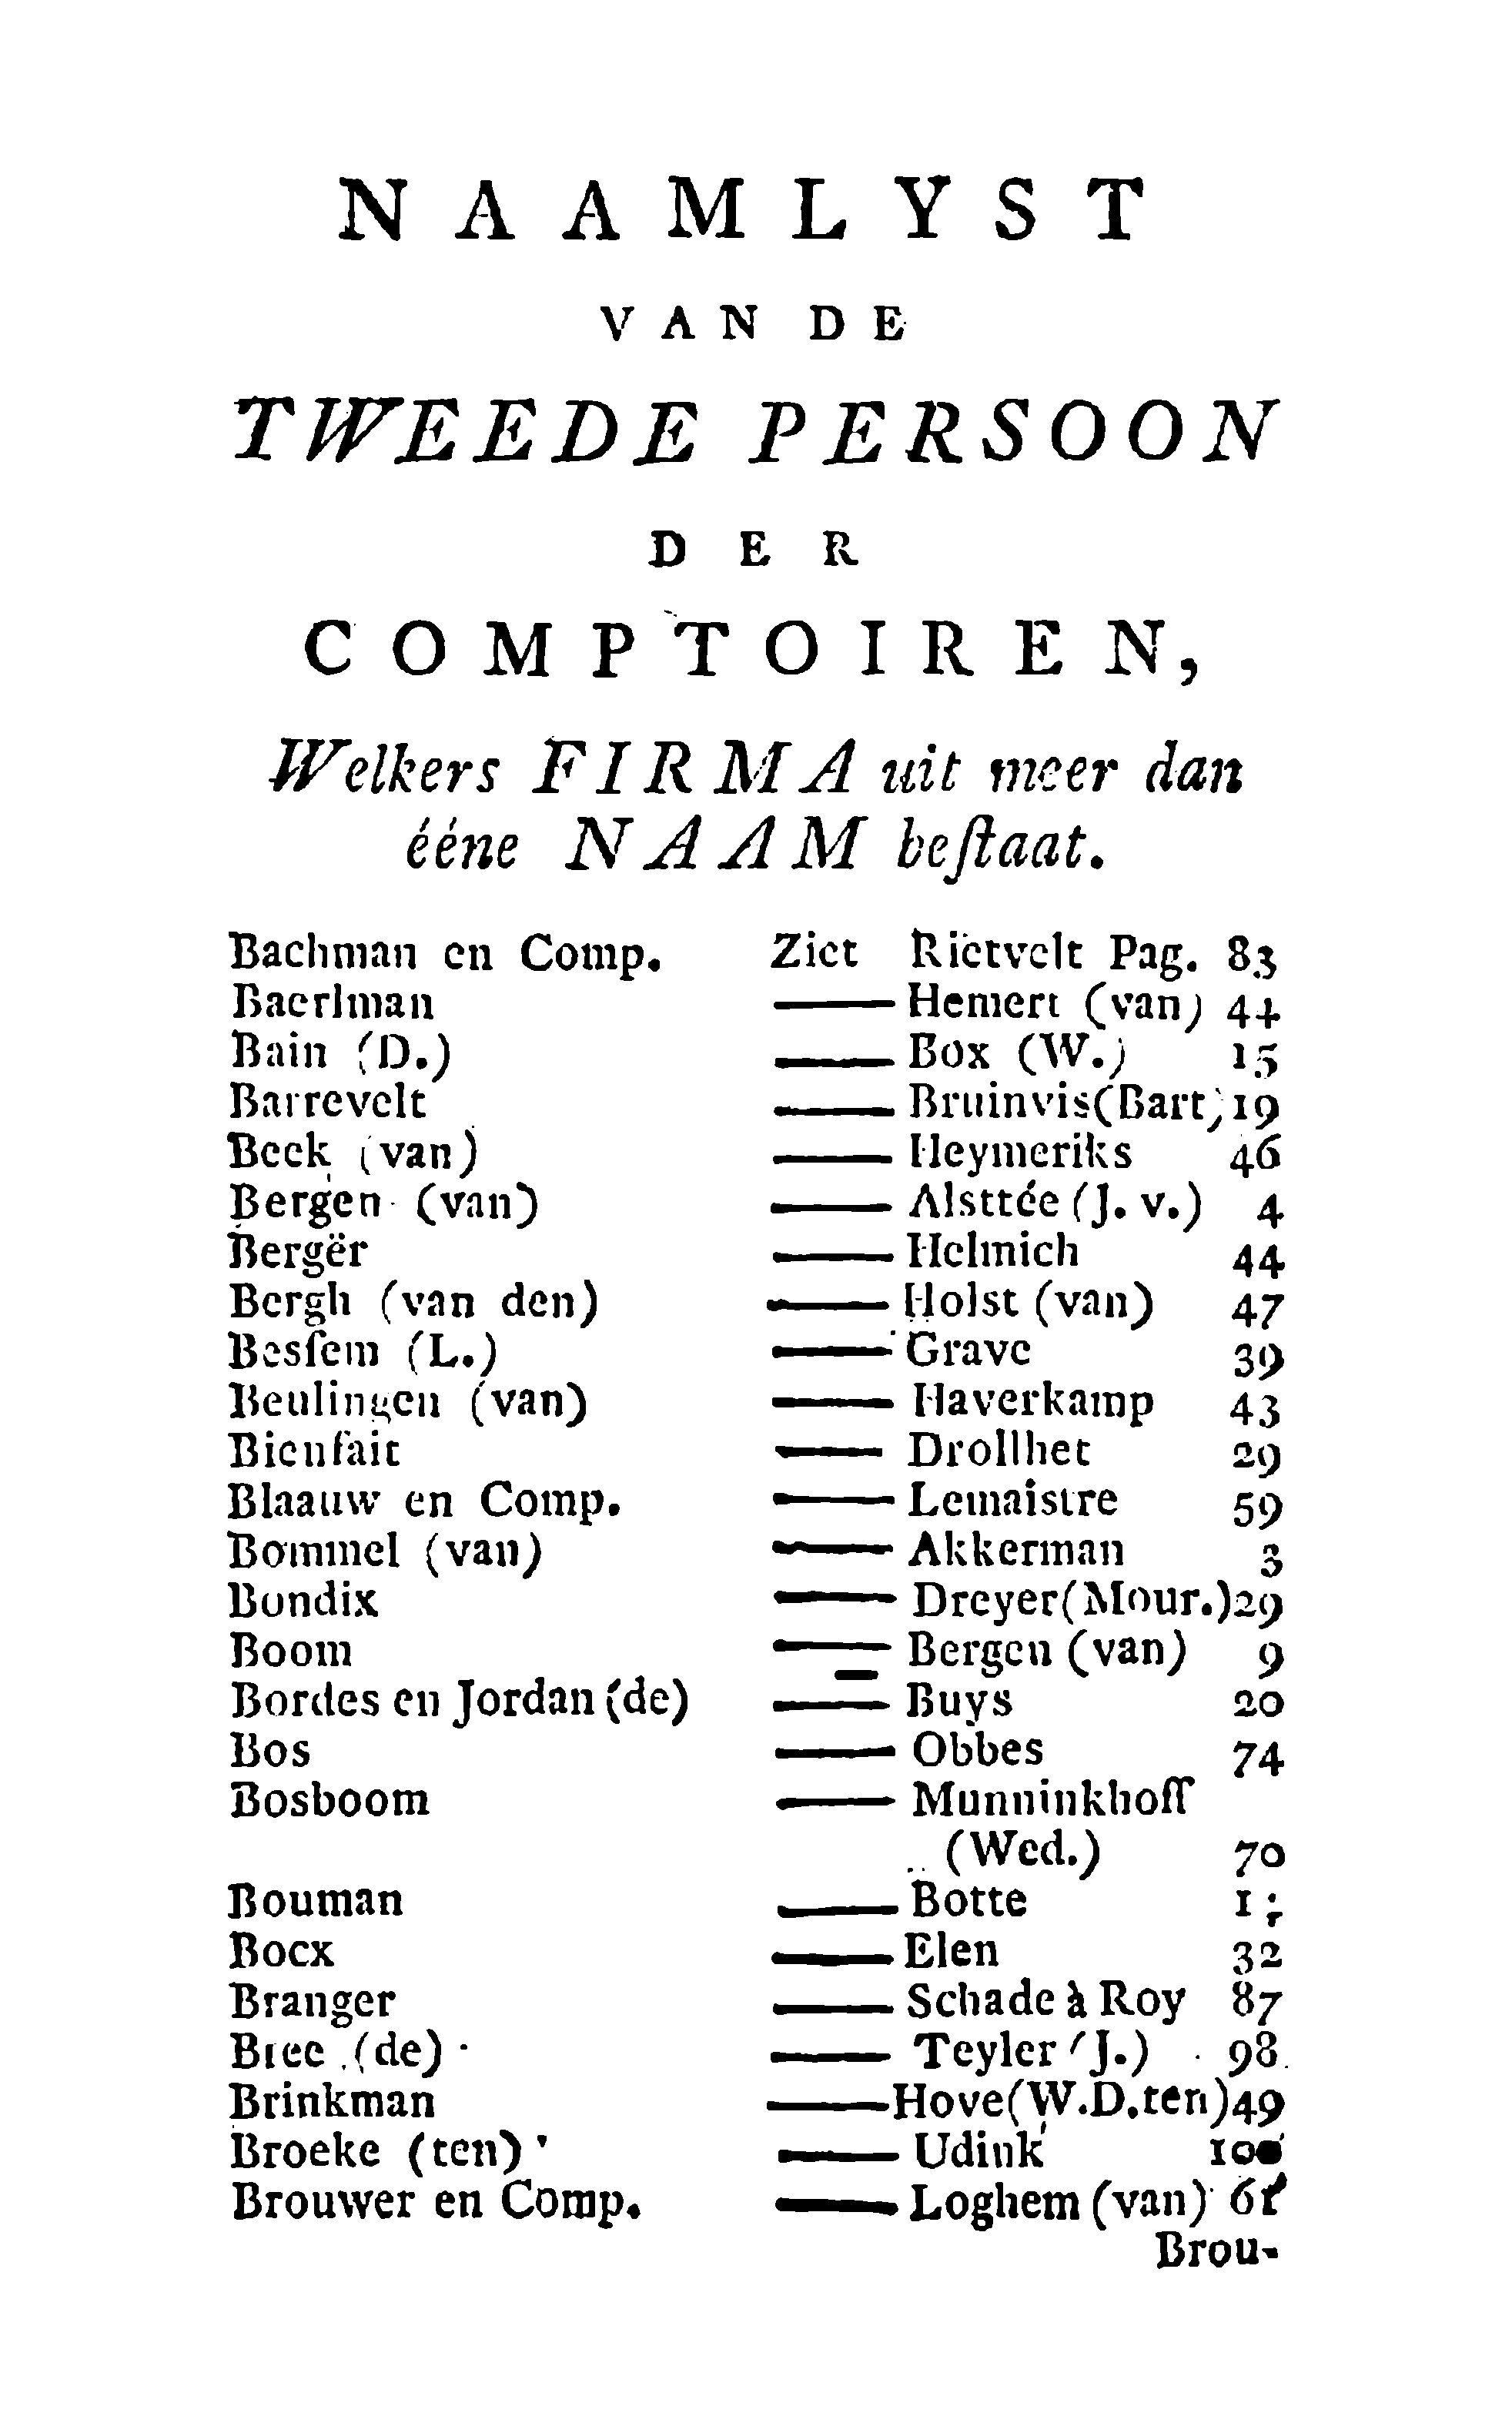 NAAMLYST
VAN DE
TWEEDE PERSOON
DER
COMPTOIREN,
Welkers FIRMA uit meer dan
ééne NAAM beſtaat.
Bachman en Comp. Ziet Rietvelt Pag. 83
Baerlman —— Hemert (van) 44
Bain (D.) —— Box (W.) 15
Barrevelt —— Bruinvis (Bart) 19
Beek (van) —— Heymeriks 46
Bergen (van) —— Alsttée (J. v.) 4
Bergër —— Helmich 44
Bergh (van den) —— Holst (van) 47
Besſem (L.) —— Grave 39
Beulingen (van) —— Haverkamp 43
Bienfait —— Drollhet 29
Blaauw en Comp. —— Lemaistre 59
Bommel (van) —— Akkerman 3
Bondix —— Dreyer (Mour.) 29
Boom —— Bergen (van) 9
Bordes en Jordan (de) —— Buys 20
Bos —— Obbes 74
Bosboom —— Munninkhoff
(Wed.) 70
Bouman —— Botte
Bocx —— Elen 32
Branger —— Schade à Roy 87
Bree (de) —— Teyler (J.) 98
Brinkman —— Hove (W.D. ten) 49
Broeke (ten) —— Udink
Brouwer en Comp. —— Loghem (van)
Brou-